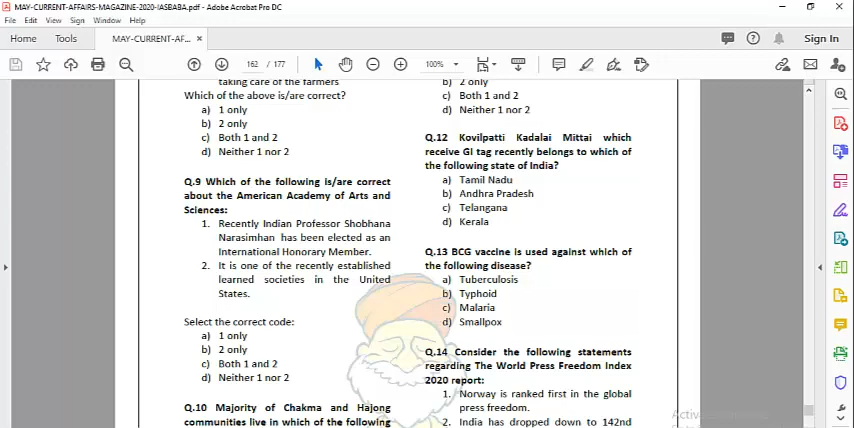 MAY-CURRENT-AFFAIRS-MAGAZINE-2020-IASBABA.pdf - Adobe Acrobat Pro DC
File Edit View Sign Window Help
Home Tools MAY-CURRENT-AF... × Sign In
162 / 177 100%
taking care of the farmers
Which of the above is/are correct?
a) 1 only
b) 2 only
c) Both 1 and 2
d) Neither 1 nor 2
Q.9 Which of the following is/are correct
about the American Academy of Arts and
Sciences:
1. Recently Indian Professor Shobhana
Narasimhan has been elected as an
International Honorary Member.
2. It is one of the recently established
learned societies in the United
States.
Select the correct code:
a) 1 only
b) 2 only
c) Both 1 and 2
d) Neither 1 nor 2
Q.10 Majority of Chakma and Hajong
communities live in which of the following
b) 2 only
c) Both 1 and 2
d) Neither 1 nor 2
Q.12 Kovilpatti Kadalai Mittai which
receive GI tag recently belongs to which of
the following state of India?
a) Tamil Nadu
b) Andhra Pradesh
c) Telangana
d) Kerala
Q.13 BCG vaccine is used against which of
the following disease?
a) Tuberculosis
b) Typhoid
c) Malaria
d) Smallpox
Q.14 Consider the following statements
regarding The World Press Freedom Index
2020 report:
1. Norway is ranked first in the global
press freedom.
2. India has dropped down to 142nd